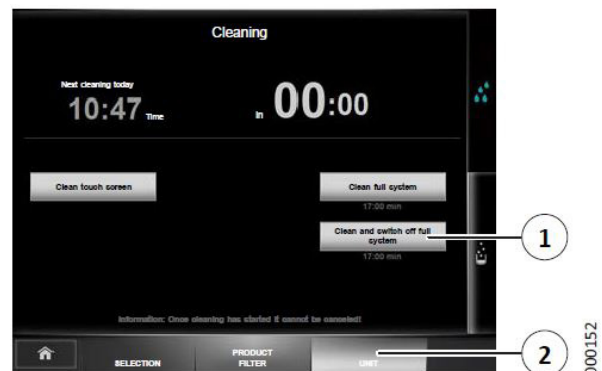 Cleaning
Next cleaning today
10:47 Time
in 00:00
Clean touch screen
Clean full system
17:00 min
Clean and switch off full
system
17:00 min
1
Information: Once cleaning has started it cannot be canceled!
SELECTION
PRODUCT
FILTER
UNIT
2
000152